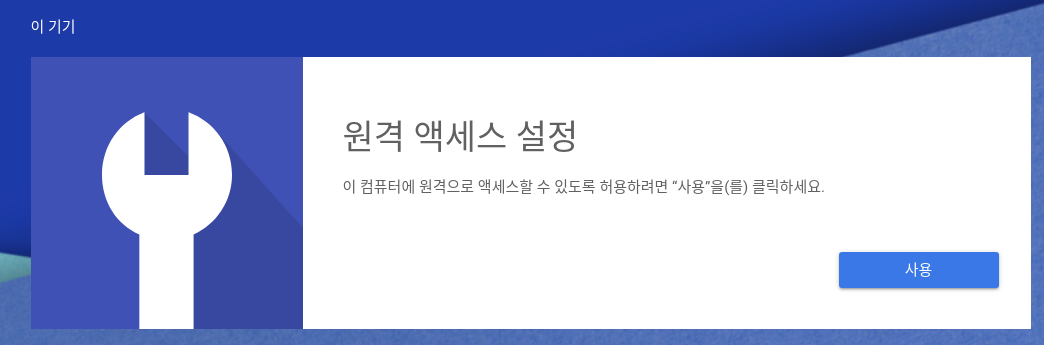 이 기기
원격 액세스 설정
이 컴퓨터에 원격으로 액세스할 수 있도록 허용하려면 “사용”을(를) 클릭하세요.
사용